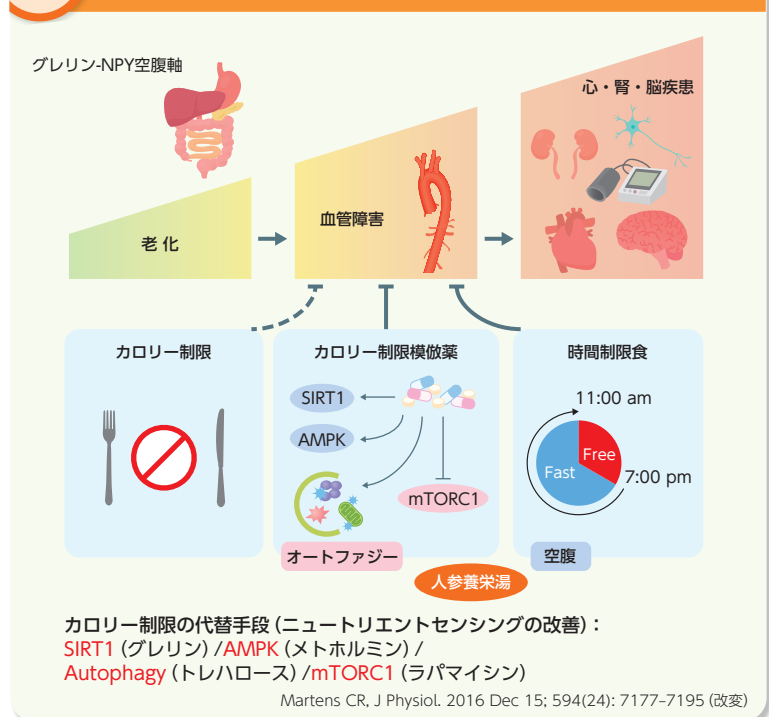 グレリン-NPY空腹軸
老化
血管障害
心・腎・脳疾患
カロリー制限
カロリー制限模倣薬
SIRT1
AMPK
mTORC1
オートファジー
時間制限食
11:00 am
Free
Fast
7:00 pm
空腹
人参養栄湯
カロリー制限の代替手段（ニュートリエントセンシングの改善）：
SIRT1（グレリン）/AMPK（メトホルミン）/
Autophagy（トレハロース）/mTORC1（ラパマイシン）
Martens CR, J Physiol. 2016 Dec 15; 594(24): 7177–7195（改変）